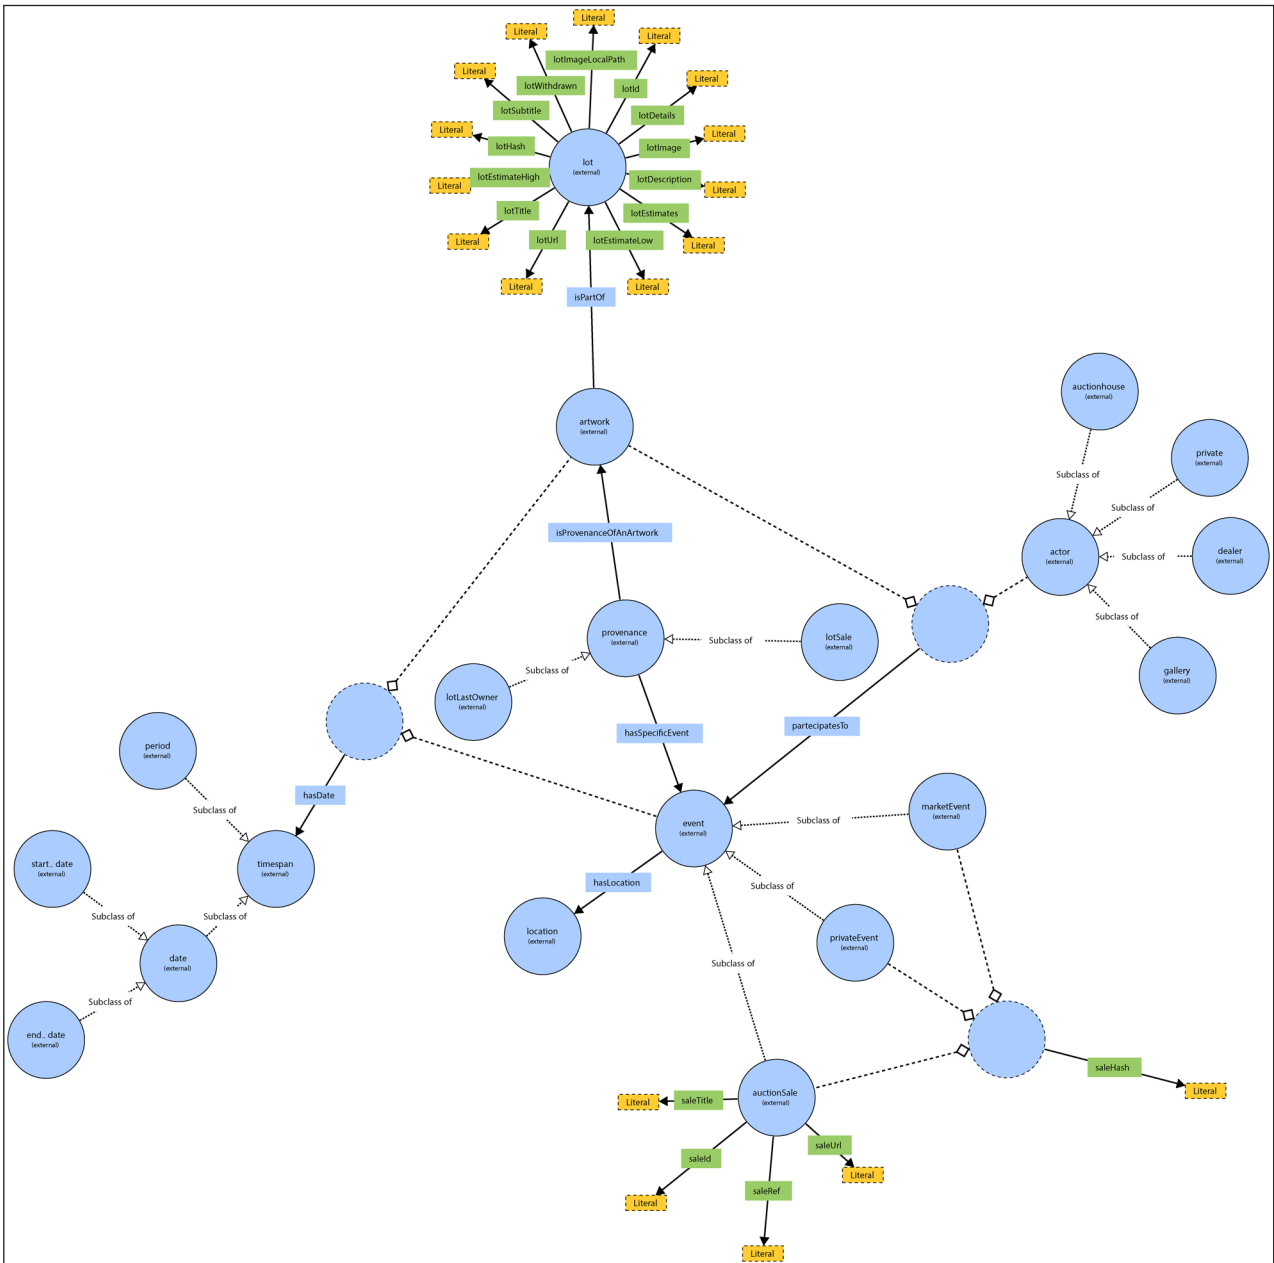 Literal
Literal
Literal
lotImageLocalPath
Literal
Literal
lotWithdrawn
lotId
lotSubtitle
lotDetails
Literal
Literal
lotHash
lotImage
lot
(external)
Literal
lotEstimateHigh
lotDescription
Literal
lotTitle
lotEstimates
Literal
lotUrl
lotEstimateLow
Literal
Literal
Literal
isPartOf
auctionhouse
(external)
artwork
(external)
private
(external)
Subclass of
Subclass of
isProvenanceOfAnArtwork
actor
(external)
Subclass of
dealer
(external)
Subclass of
provenance
(external)
Subclass of
lotSale
(external)
Subclass of
gallery
(external)
lotLastOwner
(external)
hasSpecificEvent
partecipatesTo
period
(external)
hasDate
Subclass of
event
(external)
Subclass of
marketEvent
(external)
start_ date
(external)
timespan
(external)
hasLocation
Subclass of
Subclass of
Subclass of
location
(external)
privateEvent
(external)
date
(external)
Subclass of
Subclass of
end_ date
(external)
saleHash
Literal
auctionSale
(external)
Literal
saleTitle
saleUrl
saleId
Literal
saleRef
Literal
Literal